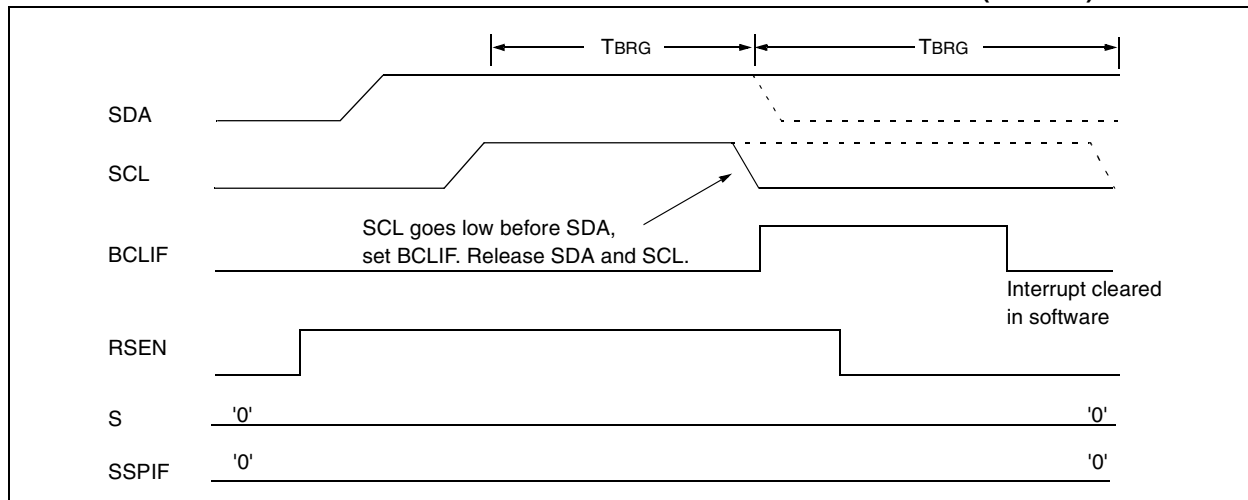 TBRG
TBRG
SDA
SCL
SCL goes low before SDA,
set BCLIF. Release SDA and SCL.
BCLIF
Interrupt cleared
in software
RSEN
S
'0'
'0'
SSPIF
'0'
'0'